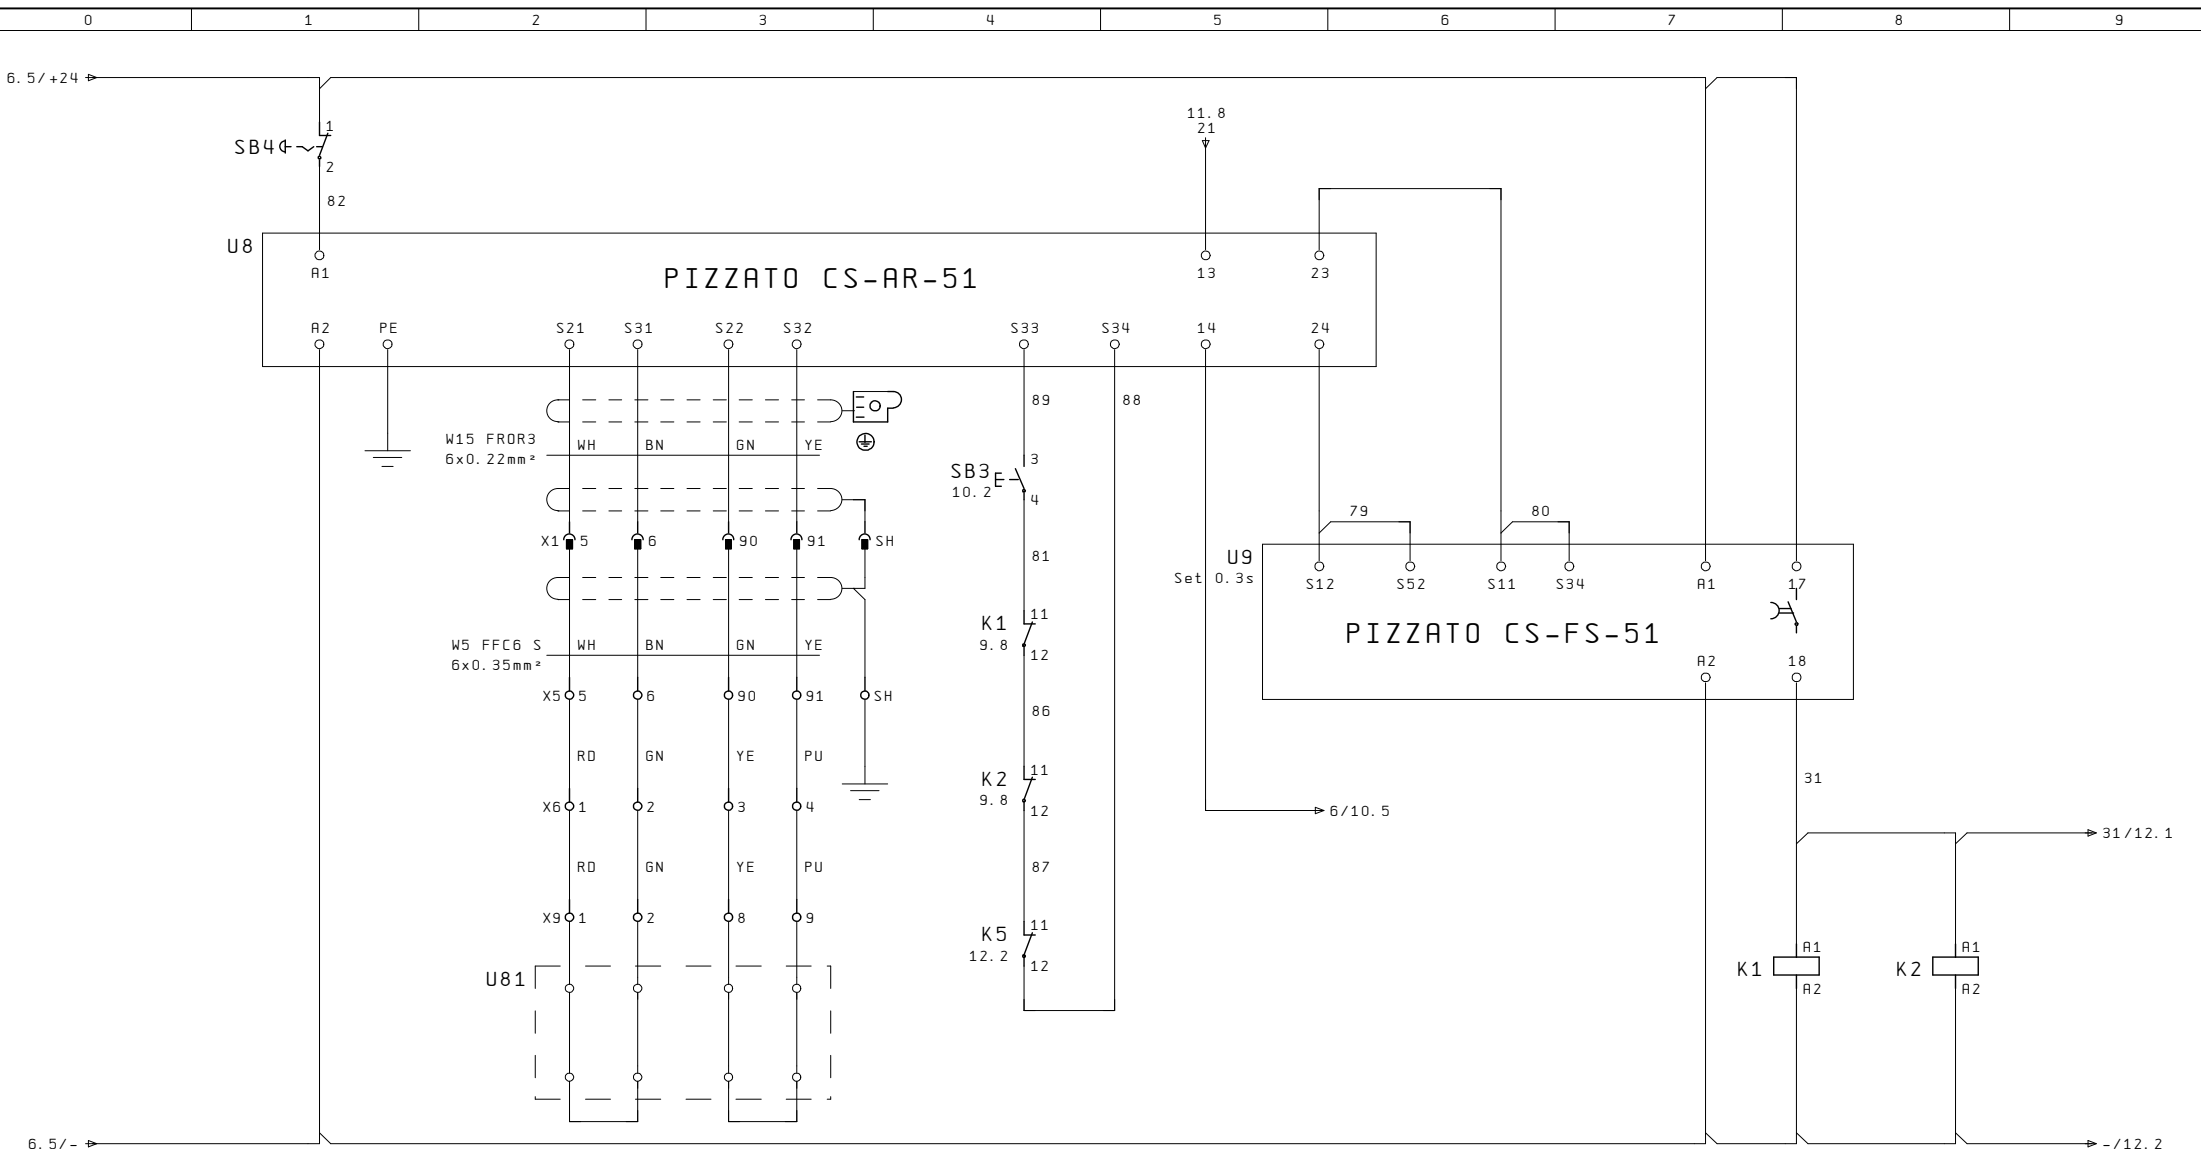 0 1 2 3 4 5 6 7 8 9
6.5/+24
11.8
21
1
SB4
2
82
U8
A1
PIZZATO CS-AR-51
13
23
A2 PE S21 S31 S22 S32 S33 S34 14 24
89
88
W15 FROR3
6x0.22mm²
WH BN GN YE
3
SB3
10.2
4
79
80
X1 5 6 90 91 SH
81
U9
Set 0.3s
S12 S52 S11 S34 A1 17
PIZZATO CS-FS-51
K1
9.8
11
12
W5 FFC6 S
6x0.35mm²
WH BN GN YE
A2 18
X5 5 6 90 91 SH
86
RD GN YE PU
K2
9.8
11
12
31
X6 1 2 3 4
6/10.5
31/12.1
RD GN YE PU
87
X9 1 2 8 9
K5
12.2
11
12
U81
K1
A1
A2
K2
A1
A2
6.5/-
-/12.2